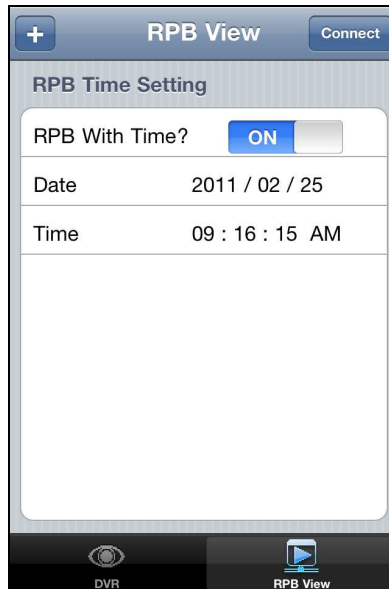 + RPB View Connect
RPB Time Setting
RPB With Time? ON
Date 2011 / 02 / 25
Time 09 : 16 : 15 AM
DVR RPB View